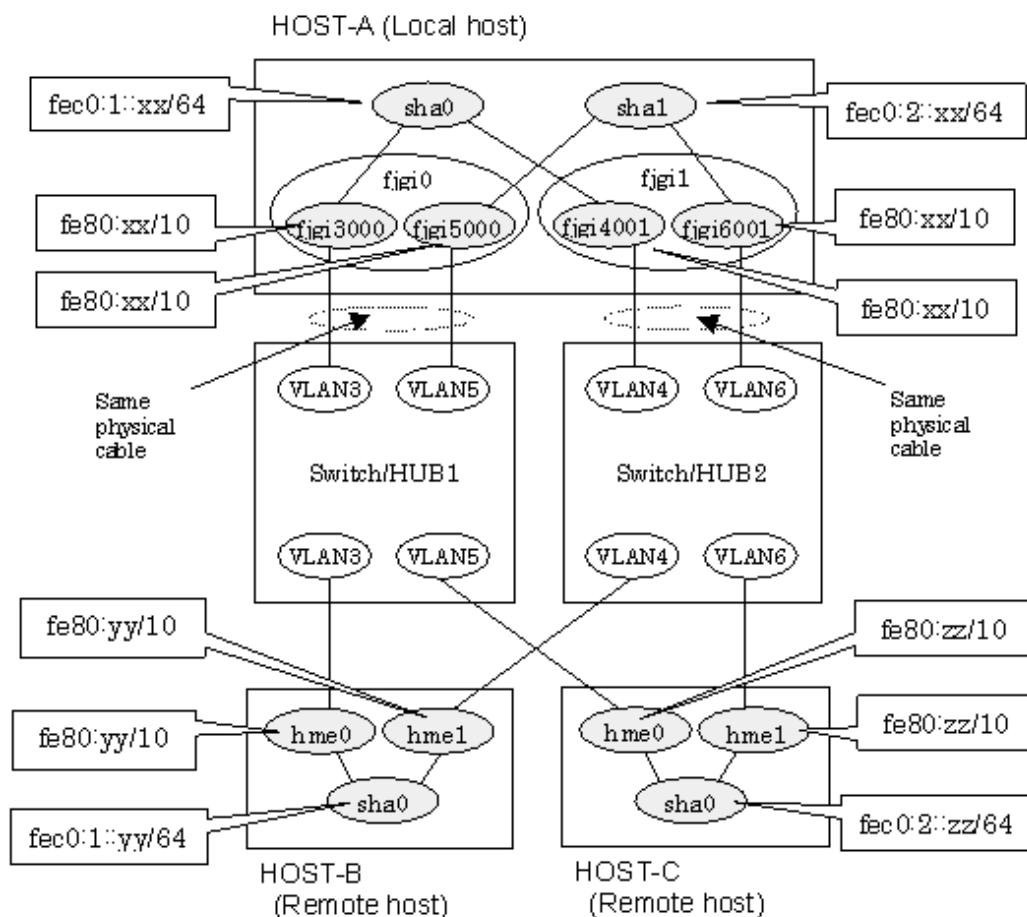 HOST-A (Local host)
fec0:1::xx/64
sha0
sha1
fec0:2::xx/64
fjgi0
fjgi1
fe80:xx/10
fjgi3000
fjgi5000
fjgi4001
fjgi6001
fe80:xx/10
fe80:xx/10
fe80:xx/10
Same
physical
cable
VLAN3
VLAN5
VLAN4
VLAN6
Same
physical
cable
Switch/HUB1
Switch/HUB2
VLAN3
VLAN5
VLAN4
VLAN6
fe80:yy/10
fe80:zz/10
fe80:yy/10
hme0
hme1
hme0
hme1
fe80:zz/10
fec0:1::yy/64
sha0
sha0
fec0:2::zz/64
HOST-B
(Remote host)
HOST-C
(Remote host)